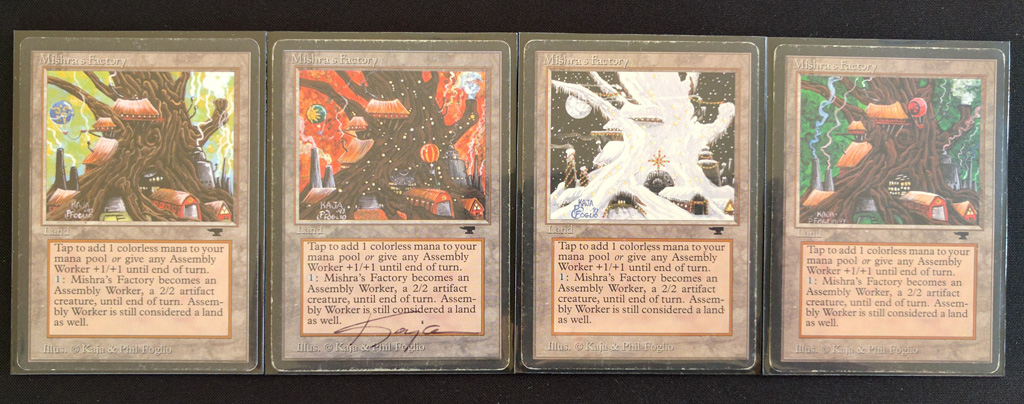 Mishra's Factory
KAJA
FOGLIO
Land
Tap to add 1 colorless mana to your
mana pool or give any Assembly
Worker +1/+1 until end of turn.
1: Mishra's Factory becomes an
Assembly Worker, a 2/2 artifact
creature, until end of turn. Assem-
bly Worker is still considered a land
as well.
Illus. © Kaja & Phil Foglio
Mishra's Factory
KAJA
FOGLIO
Land
Tap to add 1 colorless mana to your
mana pool or give any Assembly
Worker +1/+1 until end of turn.
1: Mishra's Factory becomes an
Assembly Worker, a 2/2 artifact
creature, until end of turn. Assem-
bly Worker is still considered a land
as well.
Kaja
Illus. © Kaja & Phil Foglio
Mishra's Factory
KAJA
FOGLIO
Land
Tap to add 1 colorless mana to your
mana pool or give any Assembly
Worker +1/+1 until end of turn.
1: Mishra's Factory becomes an
Assembly Worker, a 2/2 artifact
creature, until end of turn. Assem-
bly Worker is still considered a land
as well.
Illus. © Kaja & Phil Foglio
Mishra's Factory
KAJA
Land
Tap to add 1 colorless mana to your
mana pool or give any Assembly
Worker +1/+1 until end of turn.
1: Mishra's Factory becomes an
Assembly Worker, a 2/2 artifact
creature, until end of turn. Assem-
bly Worker is still considered a land
as well.
Illus. © Kaja & Phil Foglio